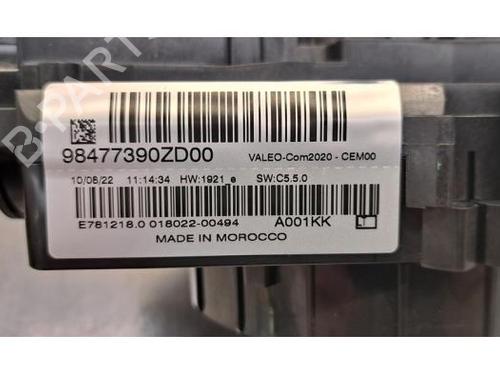 98477390ZD00 VALEO-Com2020 - CEM00
10/08/22 11:14:34 HW:1921_e SW:C5.5.0
E781218.0 018022-00494 A001KK
MADE IN MOROCCO
B-PARTS